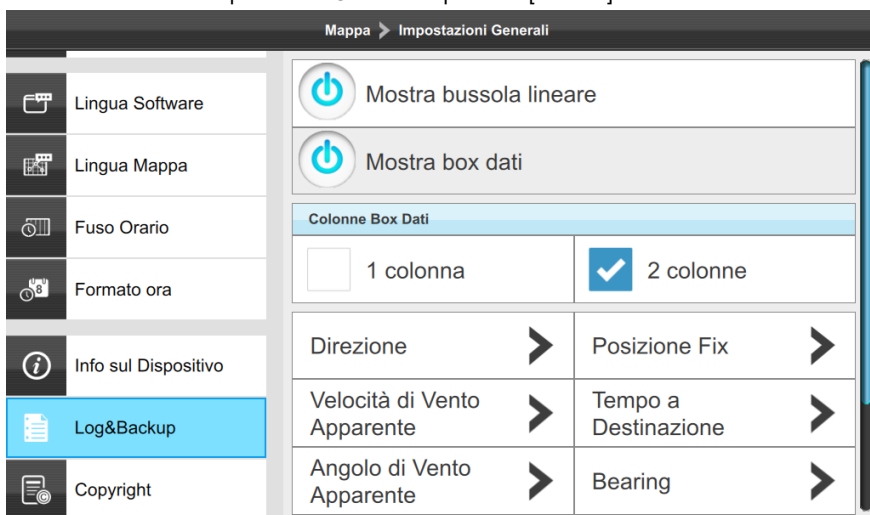 Mappa > Impostazioni Generali
Lingua Software
Lingua Mappa
Fuso Orario
8
Formato ora
Info sul Dispositivo
Log&Backup
Copyright
Mostra bussola lineare
Mostra box dati
Colonne Box Dati
1 colonna
2 colonne
Direzione
Posizione Fix
Velocità di Vento
Apparente
Tempo a
Destinazione
Angolo di Vento
Apparente
Bearing